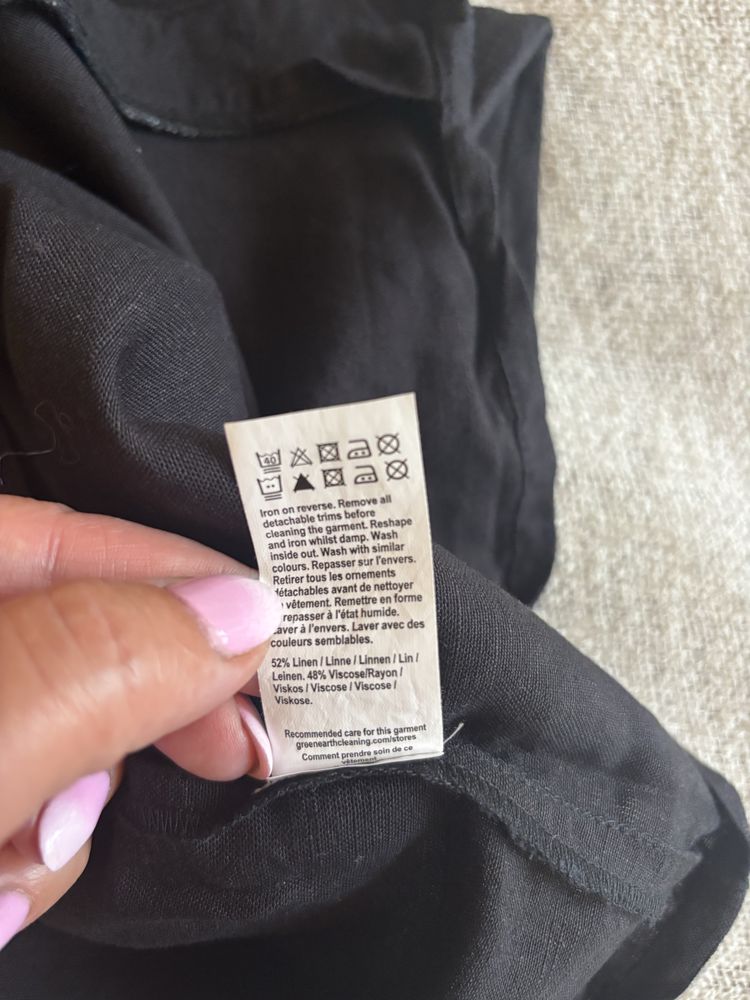 40
Iron on reverse. Remove all
detachable trims before
cleaning the garment. Reshape
and iron whilst damp. Wash
inside out. Wash with similar
colours. Repasser sur l'envers.
Retirer tous les ornements
détachables avant de nettoyer
vêtement. Remettre en forme
repasser à l'état humide.
Laver à l'envers. Laver avec des
couleurs semblables.
52% Linen / Linne / Linnen / Lin /
Leinen. 48% Viscose/Rayon /
Viskos / Viscose / Viscose /
Viskose.
Recommended care for this garment
greenearthcleaning.com/stores
Comment prendre soin de ce
vêtement